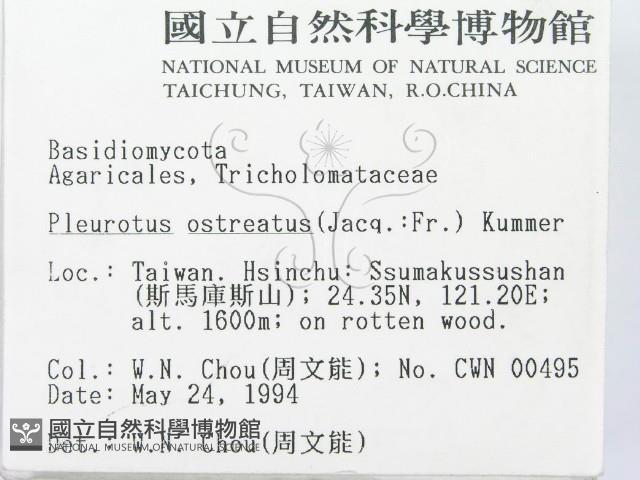 國立自然科學博物館
NATIONAL MUSEUM OF NATURAL SCIENCE
TAICHUNG, TAIWAN, R.O.CHINA
Basidiomycota
Agaricales, Tricholomataceae
Pleurotus ostreatus(Jacq.:Fr.) Kummer
Loc.: Taiwan. Hsinchu: Ssumakussushan
(斯馬庫斯山); 24.35N, 121.20E;
alt. 1600m; on rotten wood.
Col.: W.N. Chou(周文能); No. CWN 00495
Date: May 24, 1994
國立自然科學博物館
NATIONAL MUSEUM OF NATURAL SCIENCE
Det.: W.N. Chou(周文能)